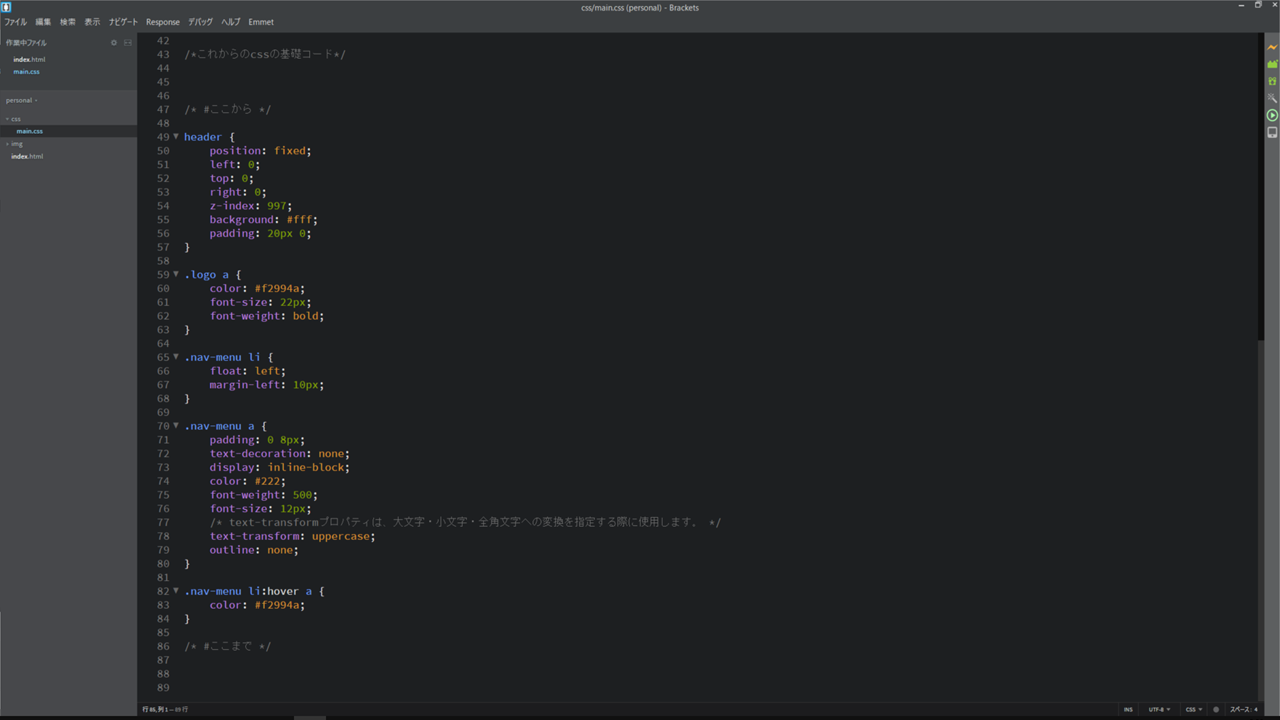 css/main.css (personal) - Brackets
ファイル 編集 検索 表示 ナビゲート Response デバッグ ヘルプ Emmet
作業中ファイル
index.html
main.css
personal
css
main.css
img
index.html
42
43 /*これからのcssの基礎コード*/
44
45
46
47 /* #ここから */
48
49 header {
50 position: fixed;
51 left: 0;
52 top: 0;
53 right: 0;
54 z-index: 997;
55 background: #fff;
56 padding: 20px 0;
57 }
58
59 .logo a {
60 color: #f2994a;
61 font-size: 22px;
62 font-weight: bold;
63 }
64
65 .nav-menu li {
66 float: left;
67 margin-left: 10px;
68 }
69
70 .nav-menu a {
71 padding: 0 8px;
72 text-decoration: none;
73 display: inline-block;
74 color: #222;
75 font-weight: 500;
76 font-size: 12px;
77 /* text-transformプロパティは、大文字・小文字・全角文字への変換を指定する際に使用します。 */
78 text-transform: uppercase;
79 outline: none;
80 }
81
82 .nav-menu li:hover a {
83 color: #f2994a;
84 }
85
86 /* #ここまで */
87
88
89
INS UTF-8 CSS スペース: 4